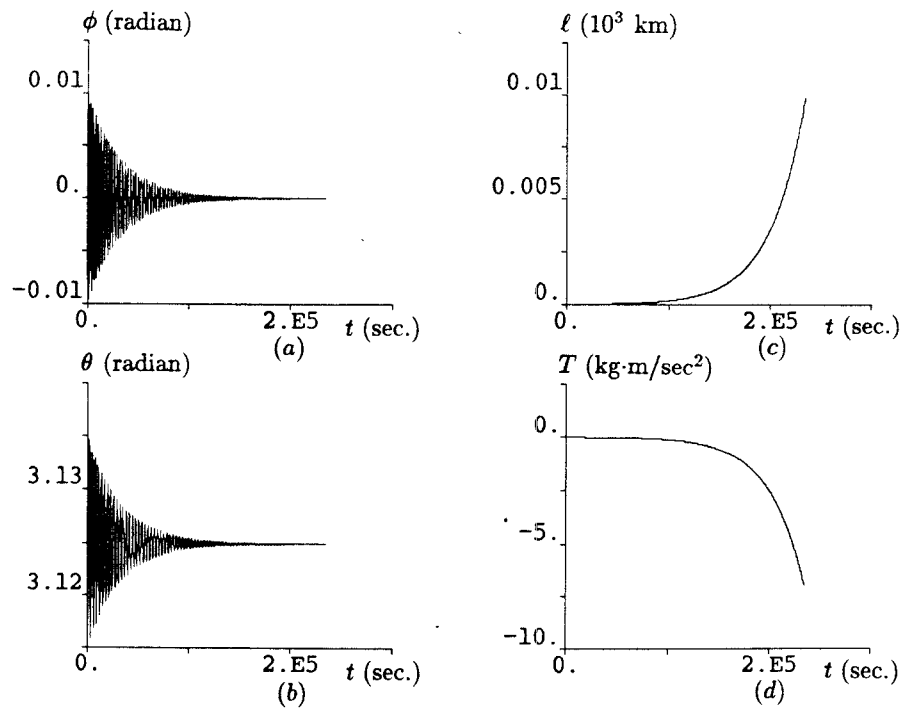 ϕ (radian)
0.01
0.
-0.01
0.
2.E5
t (sec.)
(a)
ℓ (10³ km)
0.01
0.005
0.
0.
2.E5
t (sec.)
(c)
θ (radian)
3.13
3.12
0.
2.E5
t (sec.)
(b)
T (kg·m/sec²)
0.
-5.
-10.
0.
2.E5
t (sec.)
(d)